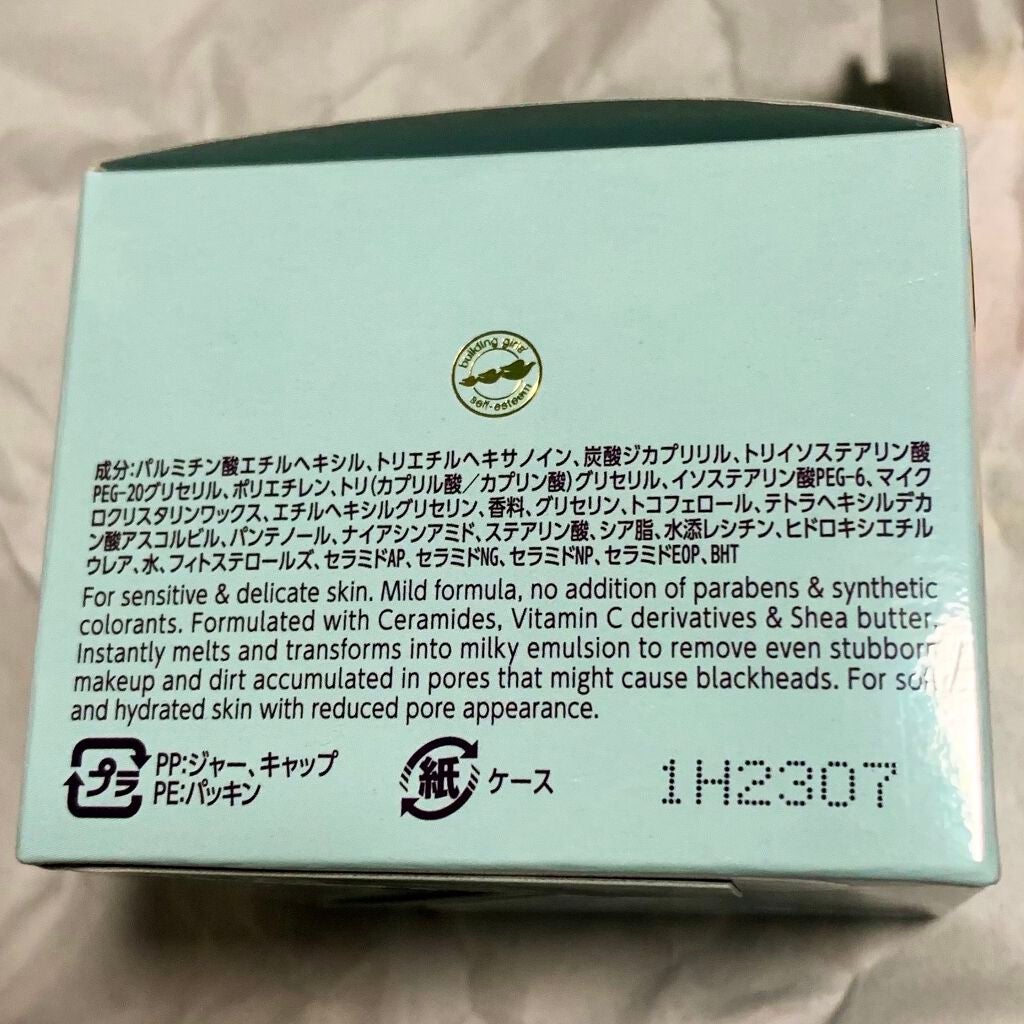 building girls'
self-esteem
成分:パルミチン酸エチルヘキシル、トリエチルヘキサノイン、炭酸ジカプリリル、トリイソステアリン酸
PEG-20グリセリル、ポリエチレン、トリ(カプリル酸/カプリン酸)グリセリル、イソステアリン酸PEG-6、マイク
ロクリスタリンワックス、エチルヘキシルグリセリン、香料、グリセリン、トコフェロール、テトラヘキシルデカ
ン酸アスコルビル、パンテノール、ナイアシンアミド、ステアリン酸、シア脂、水添レシチン、ヒドロキシエチル
ウレア、水、フィトステロールズ、セラミドAP、セラミドNG、セラミドNP、セラミドEOP、BHT
For sensitive & delicate skin. Mild formula, no addition of parabens & synthetic
colorants. Formulated with Ceramides, Vitamin C derivatives & Shea butter.
Instantly melts and transforms into milky emulsion to remove even stubborn
makeup and dirt accumulated in pores that might cause blackheads. For soft
and hydrated skin with reduced pore appearance.
プラ PP:ジャー、キャップ
PE:パッキン
紙 ケース
1H2307